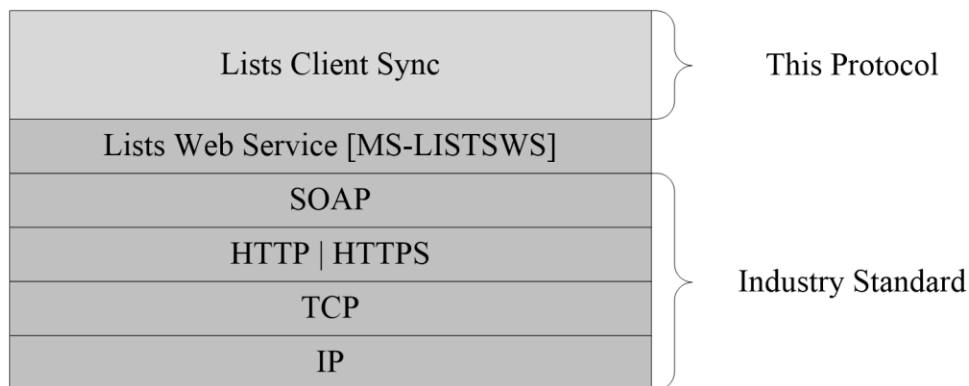 Lists Client Sync
This Protocol
Lists Web Service [MS-LISTSWS]
SOAP
HTTP | HTTPS
Industry Standard
TCP
IP